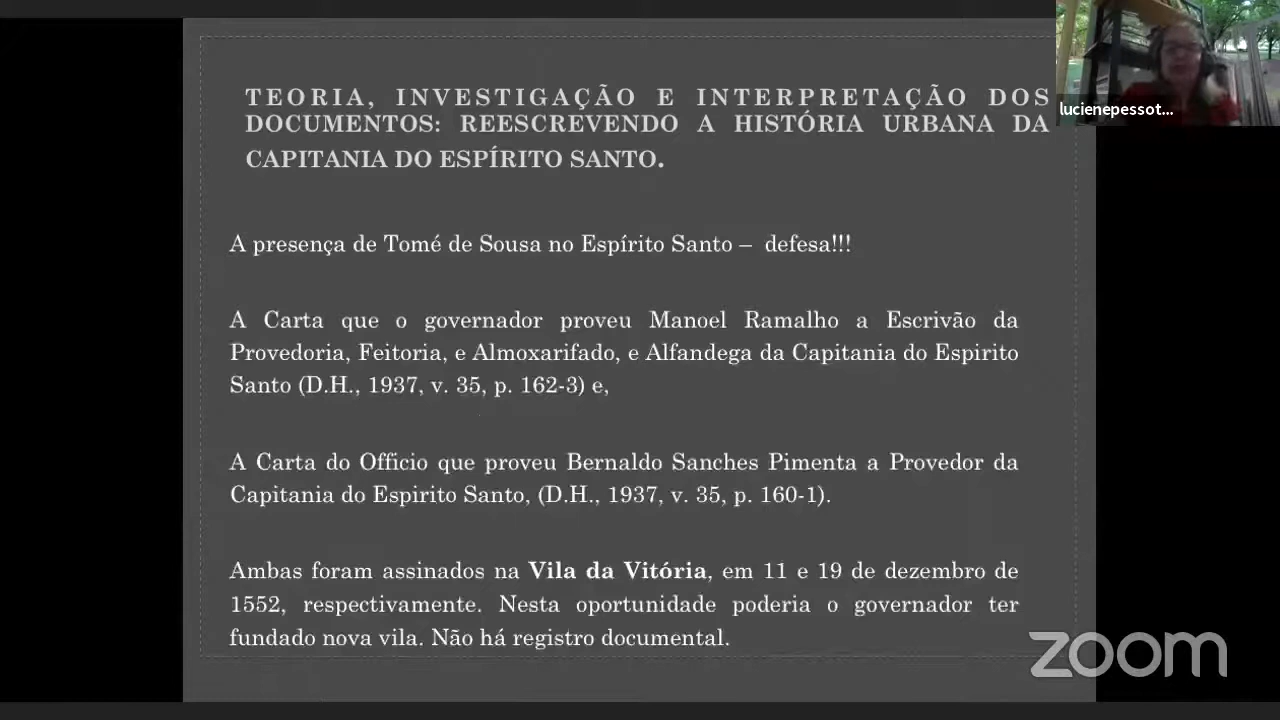 TEORIA, INVESTIGAÇÃO E INTERPRETAÇÃO DOS
DOCUMENTOS: REESCREVENDO A HISTÓRIA URBANA DA
CAPITANIA DO ESPÍRITO SANTO.
lucienepessot...
A presença de Tomé de Sousa no Espírito Santo – defesa!!!
A Carta que o governador proveu Manoel Ramalho a Escrivão da
Provedoria, Feitoria, e Almoxarifado, e Alfandega da Capitania do Espirito
Santo (D.H., 1937, v. 35, p. 162-3) e,
A Carta do Officio que proveu Bernaldo Sanches Pimenta a Provedor da
Capitania do Espirito Santo, (D.H., 1937, v. 35, p. 160-1).
Ambas foram assinados na Vila da Vitória, em 11 e 19 de dezembro de
1552, respectivamente. Nesta oportunidade poderia o governador ter
fundado nova vila. Não há registro documental.
zoom